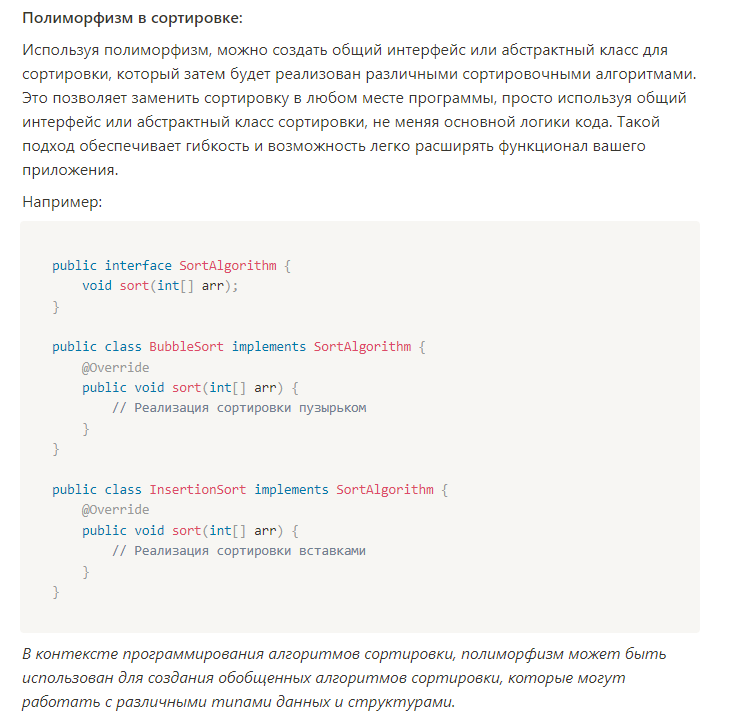 Полиморфизм в сортировке:
Используя полиморфизм, можно создать общий интерфейс или абстрактный класс для
сортировки, который затем будет реализован различными сортировочными алгоритмами.
Это позволяет заменить сортировку в любом месте программы, просто используя общий
интерфейс или абстрактный класс сортировки, не меняя основной логики кода. Такой
подход обеспечивает гибкость и возможность легко расширять функционал вашего
приложения.
Например:
public interface SortAlgorithm {
    void sort(int[] arr);
}
public class BubbleSort implements SortAlgorithm {
    @Override
    public void sort(int[] arr) {
        // Реализация сортировки пузырьком
    }
}
public class InsertionSort implements SortAlgorithm {
    @Override
    public void sort(int[] arr) {
        // Реализация сортировки вставками
    }
}
В контексте программирования алгоритмов сортировки, полиморфизм может быть
использован для создания обобщенных алгоритмов сортировки, которые могут
работать с различными типами данных и структурами.